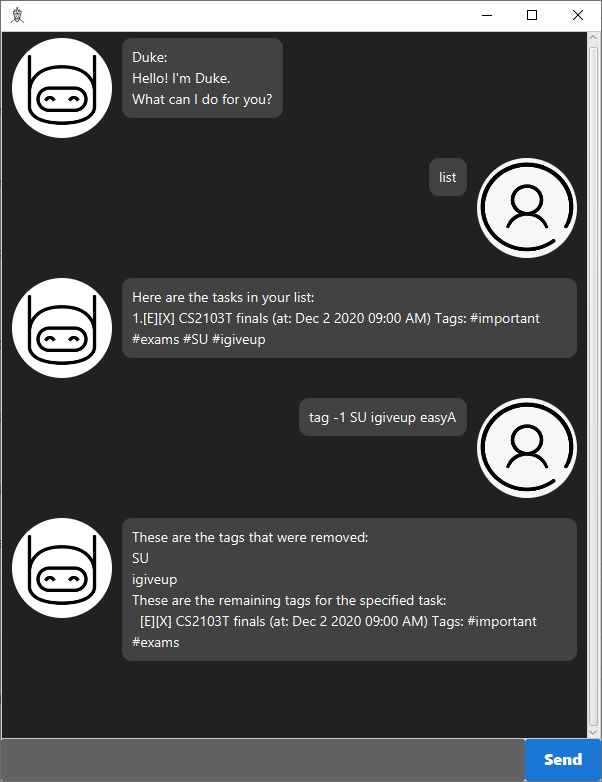 Duke:
Hello! I'm Duke.
What can I do for you?
list
Here are the tasks in your list:
1.[E][X] CS2103T finals (at: Dec 2 2020 09:00 AM) Tags: #important
#exams #SU #igiveup
tag -1 SU igiveup easyA
These are the tags that were removed:
SU
igiveup
These are the remaining tags for the specified task:
[E][X] CS2103T finals (at: Dec 2 2020 09:00 AM) Tags: #important
#exams
Send